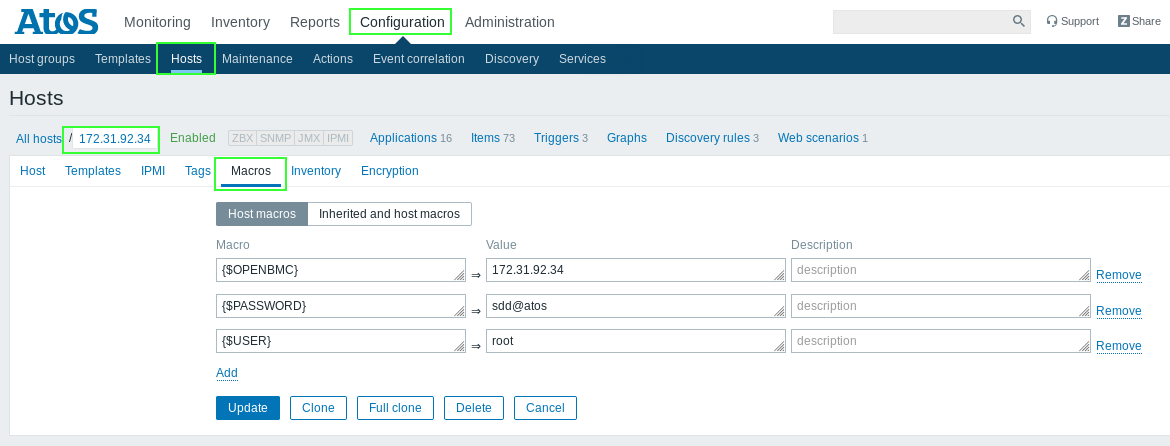 Atos Monitoring Inventory Reports Configuration Administration Support Z Share
Host groups Templates Hosts Maintenance Actions Event correlation Discovery Services
Hosts
All hosts / 172.31.92.34 Enabled ZBX SNMP JMX IPMI Applications 16 Items 73 Triggers 3 Graphs Discovery rules 3 Web scenarios 1
Host Templates IPMI Tags Macros Inventory Encryption
Host macros Inherited and host macros
Macro Value Description
{$OPENBMC} ⇒ 172.31.92.34 description Remove
{$PASSWORD} ⇒ sdd@atos description Remove
{$USER} ⇒ root description Remove
Add
Update Clone Full clone Delete Cancel